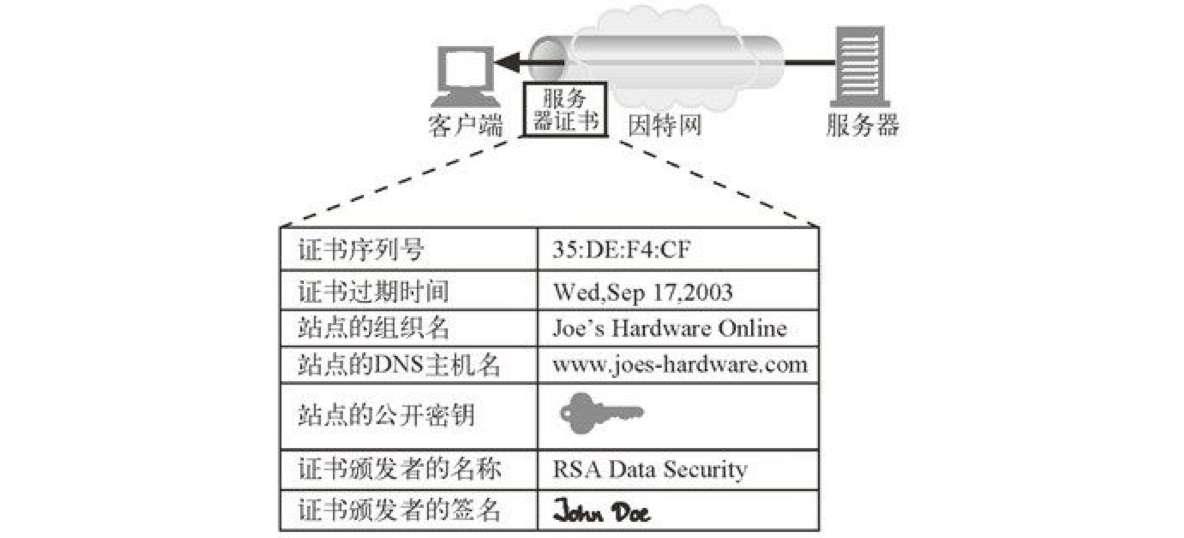 服务
器证书
客户端
因特网
服务器
证书序列号 35:DE:F4:CF
证书过期时间 Wed,Sep 17,2003
站点的组织名 Joe's Hardware Online
站点的DNS主机名 www.joes-hardware.com
站点的公开密钥
证书颁发者的名称 RSA Data Security
证书颁发者的签名 John Doe